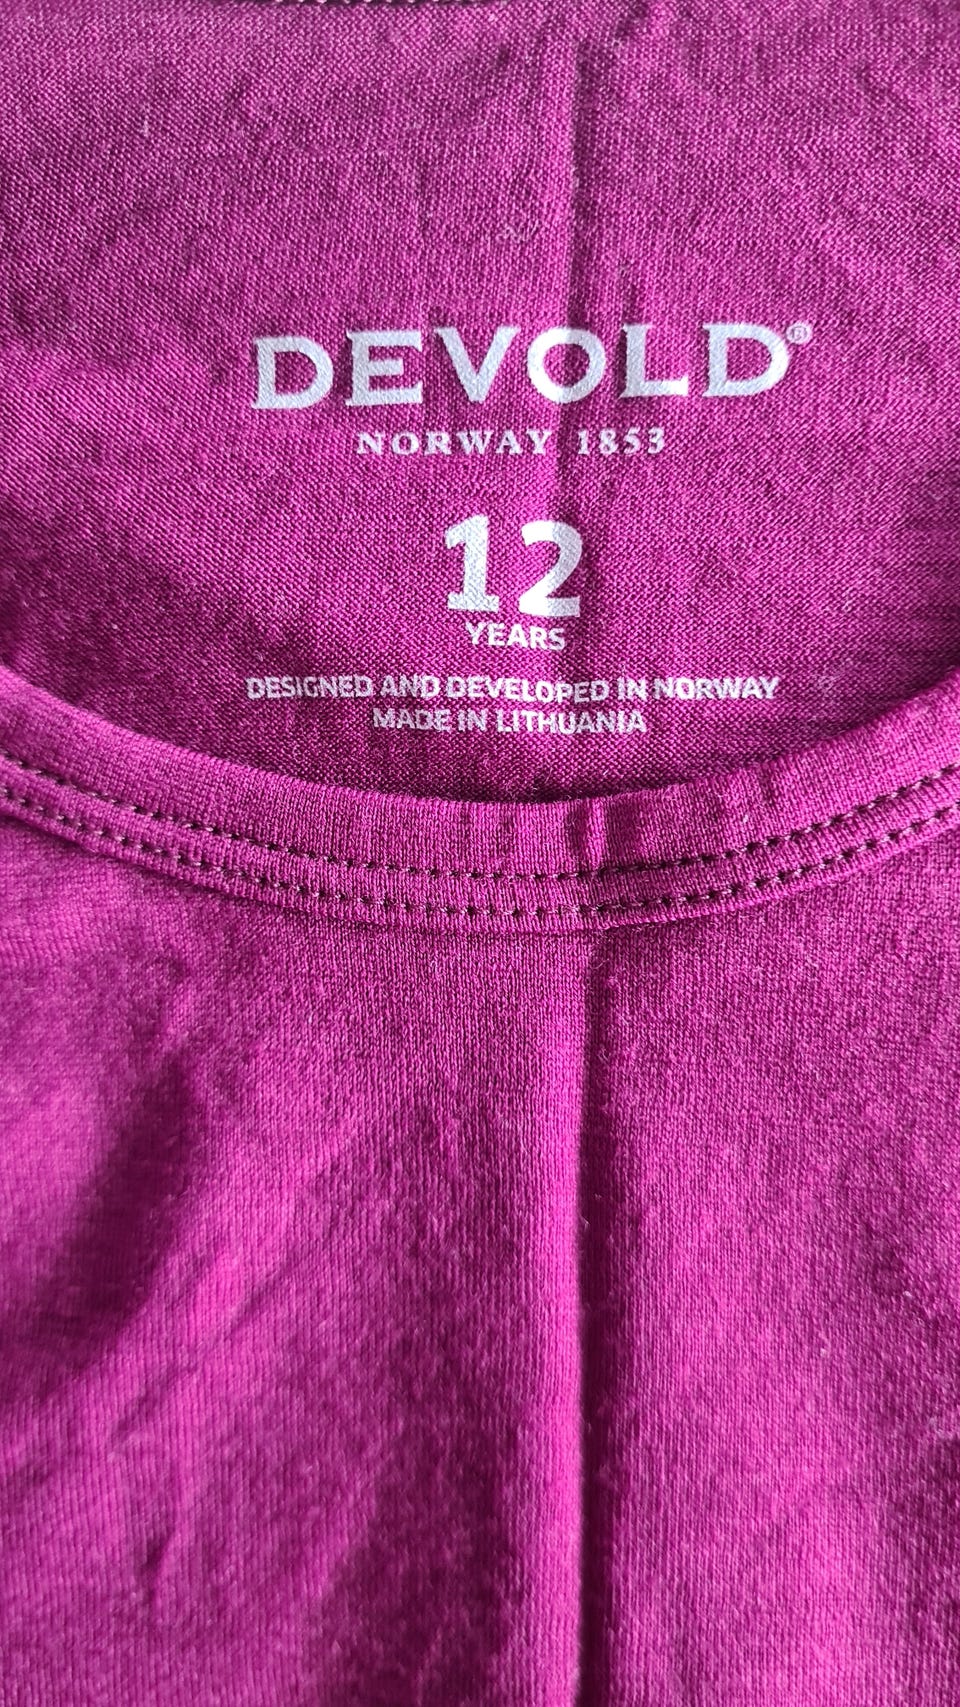 DEVOLD®
NORWAY 1853
12
YEARS
DESIGNED AND DEVELOPED IN NORWAY
MADE IN LITHUANIA